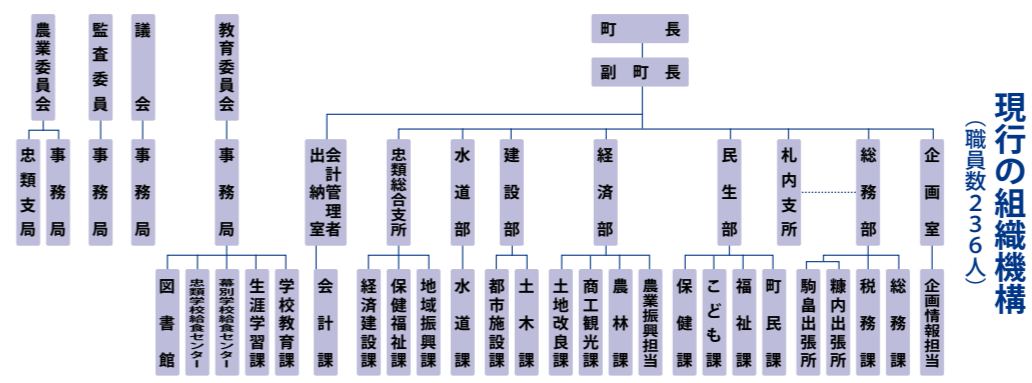 現行の組織機構
（職員数236人）
町長
副町長
企画室
総務部
札内支所
民生部
経済部
建設部
水道部
忠類総合支所
会計管理者
出納室
企画情報担当
総務課
税務課
糠内出張所
駒畠出張所
町民課
福祉課
こども課
保健課
農業振興担当
農林課
商工観光課
土地改良課
土木課
都市施設課
水道課
地域振興課
保健福祉課
経済建設課
会計課
教育委員会
事務局
学校教育課
生涯学習課
幕別学校給食センター
忠類学校給食センター
図書館
議会
事務局
監査委員
事務局
農業委員会
事務局
忠類支局